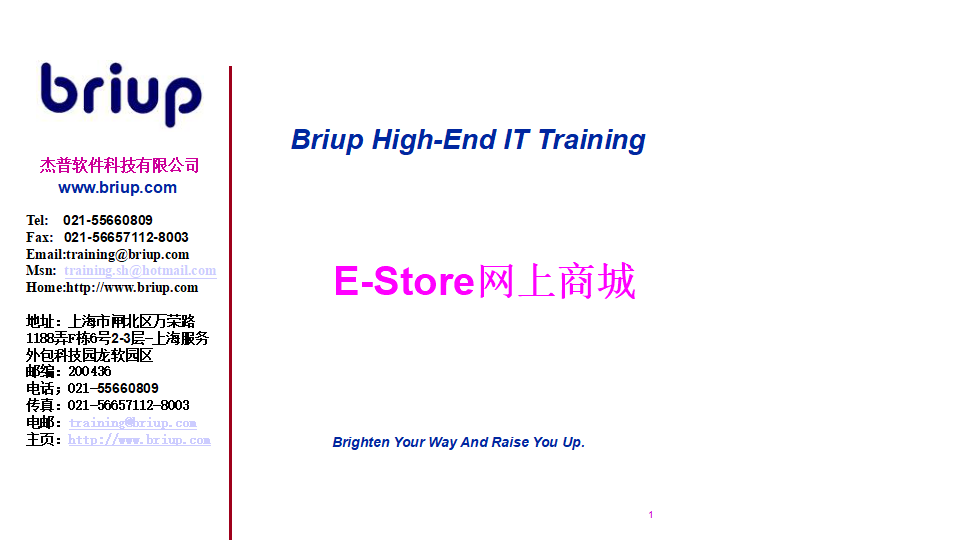 briup
杰普软件科技有限公司
www.briup.com
Tel: 021-55660809
Fax: 021-56657112-8003
Email:training@briup.com
Msn: training.sh@hotmail.com
Home:http://www.briup.com
地址：上海市闸北区万荣路
1188弄F栋6号2-3层-上海服务
外包科技园龙软园区
邮编：200436
电话；021-55660809
传真：021-56657112-8003
电邮：training@briup.com
主页：http://www.briup.com
Briup High-End IT Training
E-Store网上商城
Brighten Your Way And Raise You Up.
1